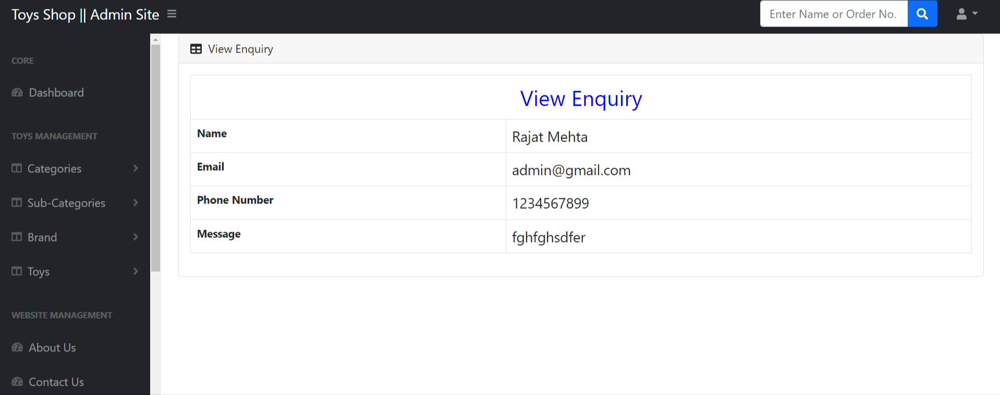 Toys Shop || Admin Site
Enter Name or Order No.
CORE
Dashboard
TOYS MANAGEMENT
Categories
Sub-Categories
Brand
Toys
WEBSITE MANAGEMENT
About Us
Contact Us
View Enquiry
View Enquiry
Name Rajat Mehta
Email admin@gmail.com
Phone Number 1234567899
Message fghfghsdfer